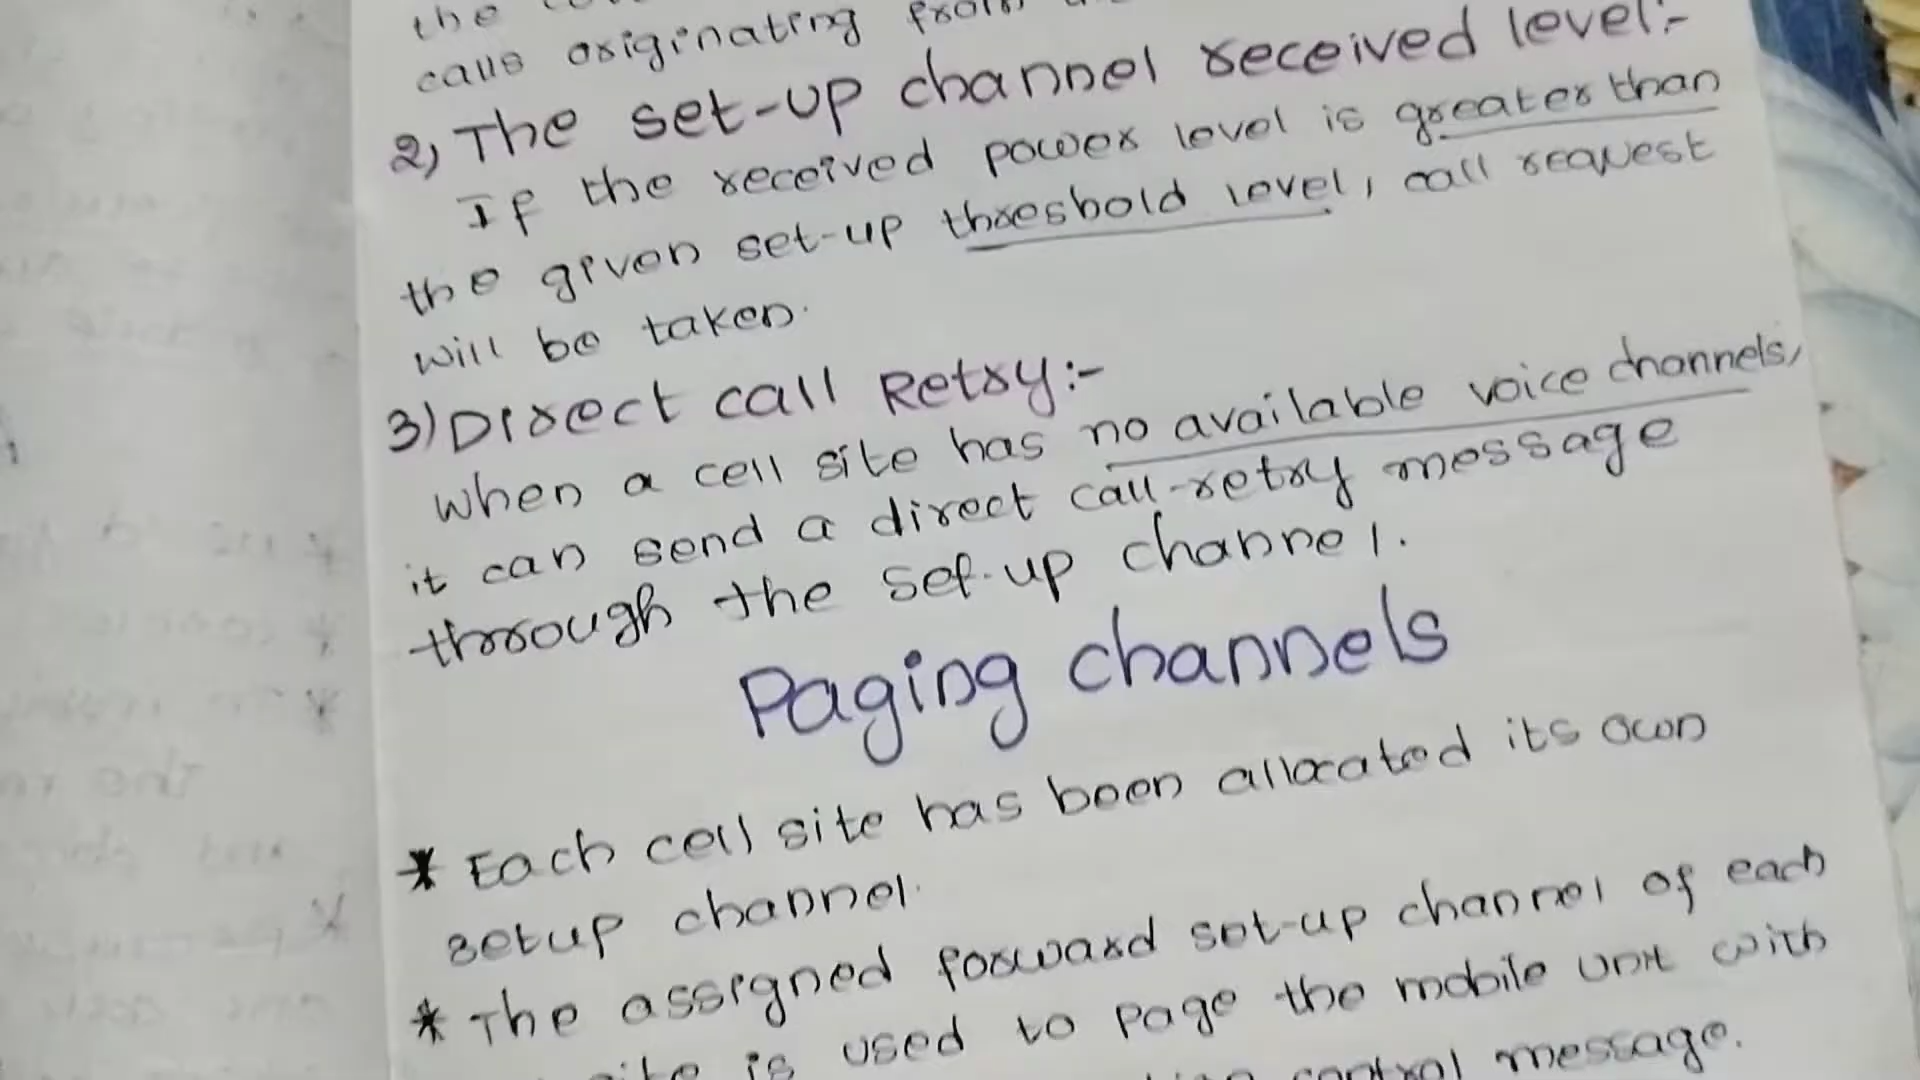 the
calls originating from
2) The set-up channel received level:-
If the received power level is greater than
the given set-up threshold level, call request
will be taken.
3) Direct call Retry:-
when a cell site has no available voice channels,
it can send a direct call-retry message
through the set-up channel.
Paging channels
* Each cell site has been allocated its own
setup channel.
* The assigned forward set-up channel of each
site is used to page the mobile unit with
control message.